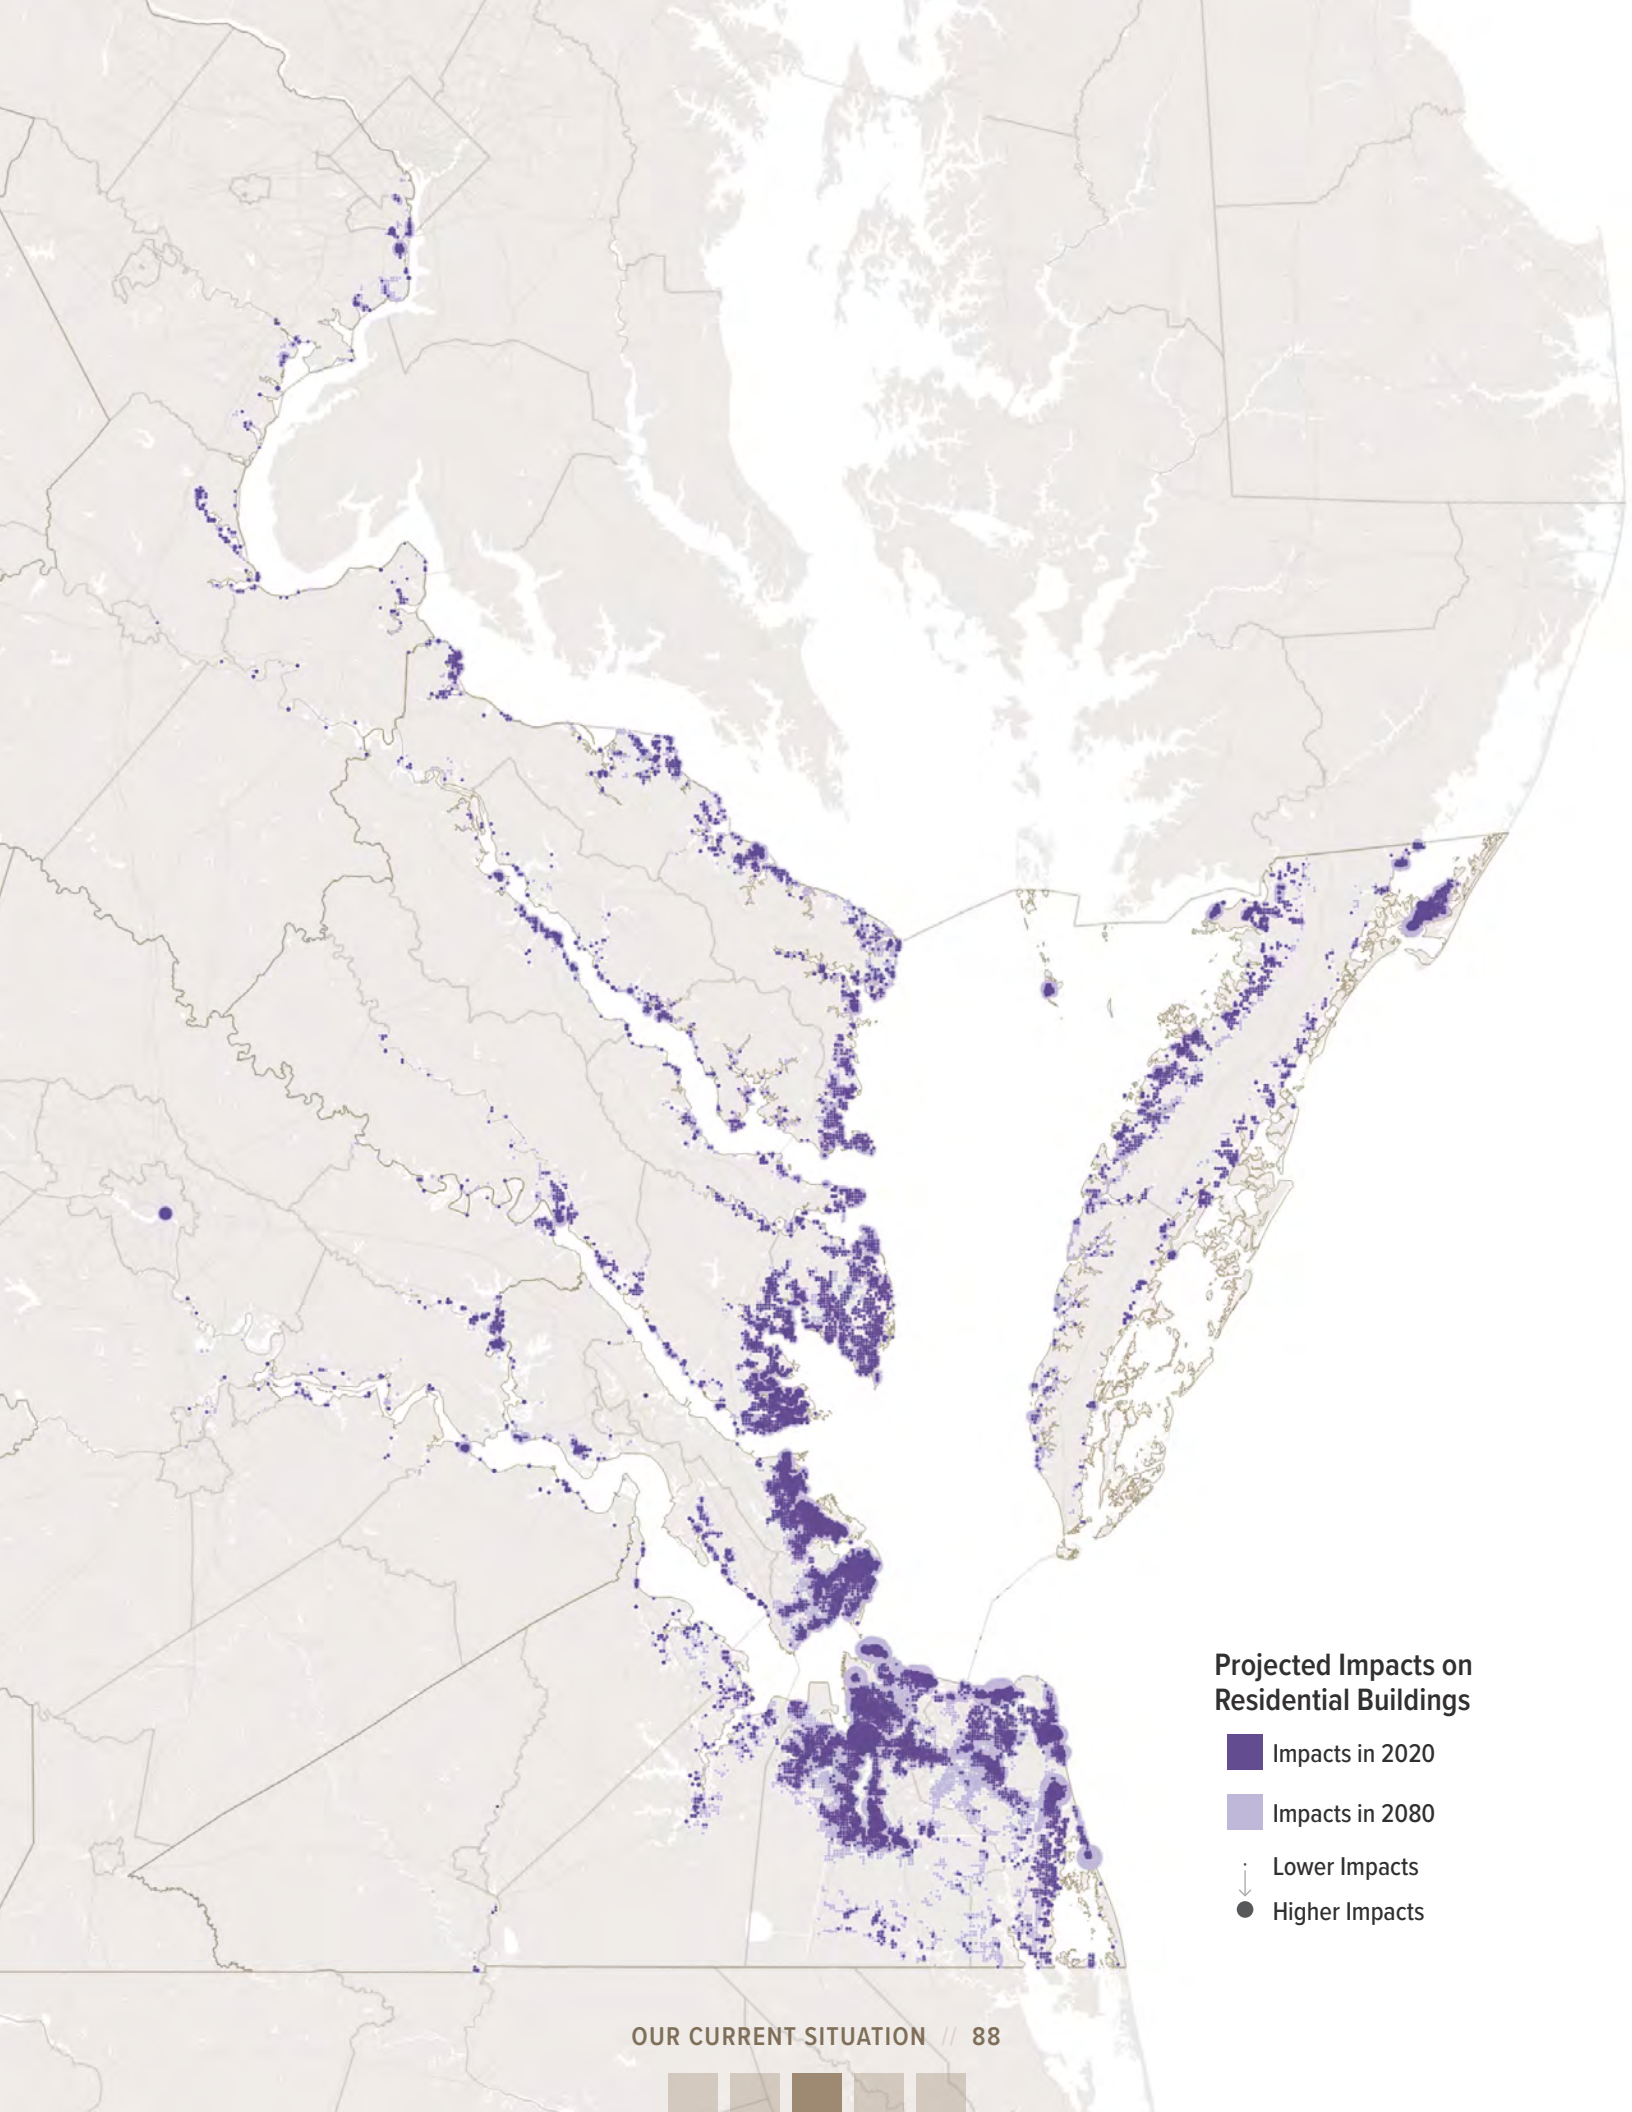 Projected Impacts on
Residential Buildings
Impacts in 2020
Impacts in 2080
Lower Impacts
Higher Impacts
OUR CURRENT SITUATION // 88